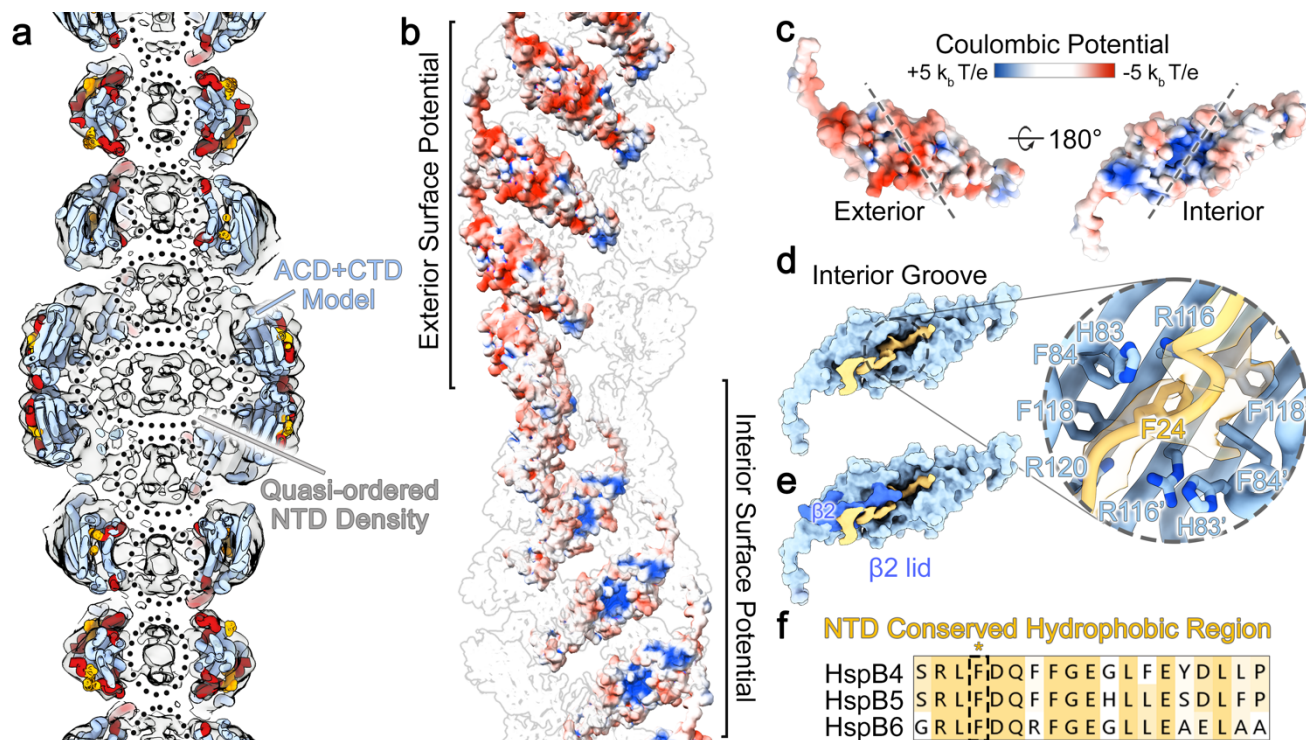 a
ACD+CTD
Model
Quasi-ordered
NTD Density
b
Exterior Surface Potential
Interior Surface Potential
c
Coulombic Potential
+5 kb T/e
-5 kb T/e
180°
Exterior
Interior
d
Interior Groove
H83
R116
F84
F118
F24
F118
R120
F84'
R116'
H83'
e
β2
β2 lid
f
NTD Conserved Hydrophobic Region
*
HspB4 S R L F D Q F F G E G L F E Y D L L P
HspB5 S R L F D Q F F G E H L L E S D L F P
HspB6 G R L F D Q R F G E G L L E A E L A A